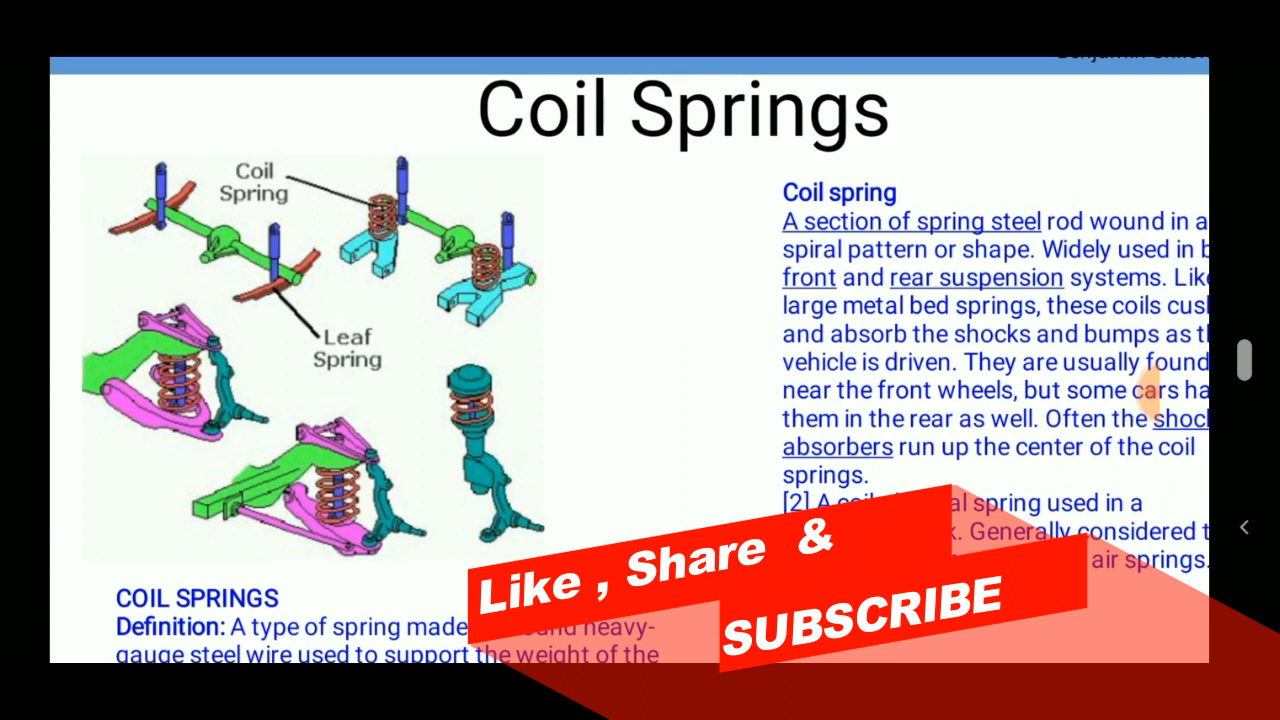 Coil Springs
Coil
Spring
Leaf
Spring
Coil spring
A section of spring steel rod wound in a
spiral pattern or shape. Widely used in
front and rear suspension systems.
large metal bed springs, these coils
and absorb the shocks and bumps as
vehicle is driven. They are usually found
near the front wheels, but some cars
them in the rear as well. Often the
absorbers run up the center of the coil
springs.
[2] A spring used in a
Generally considered
air springs.
COIL SPRINGS
Definition: A type of spring made heavy-
gauge steel wire used to support the weight of the
Like , Share &
SUBSCRIBE